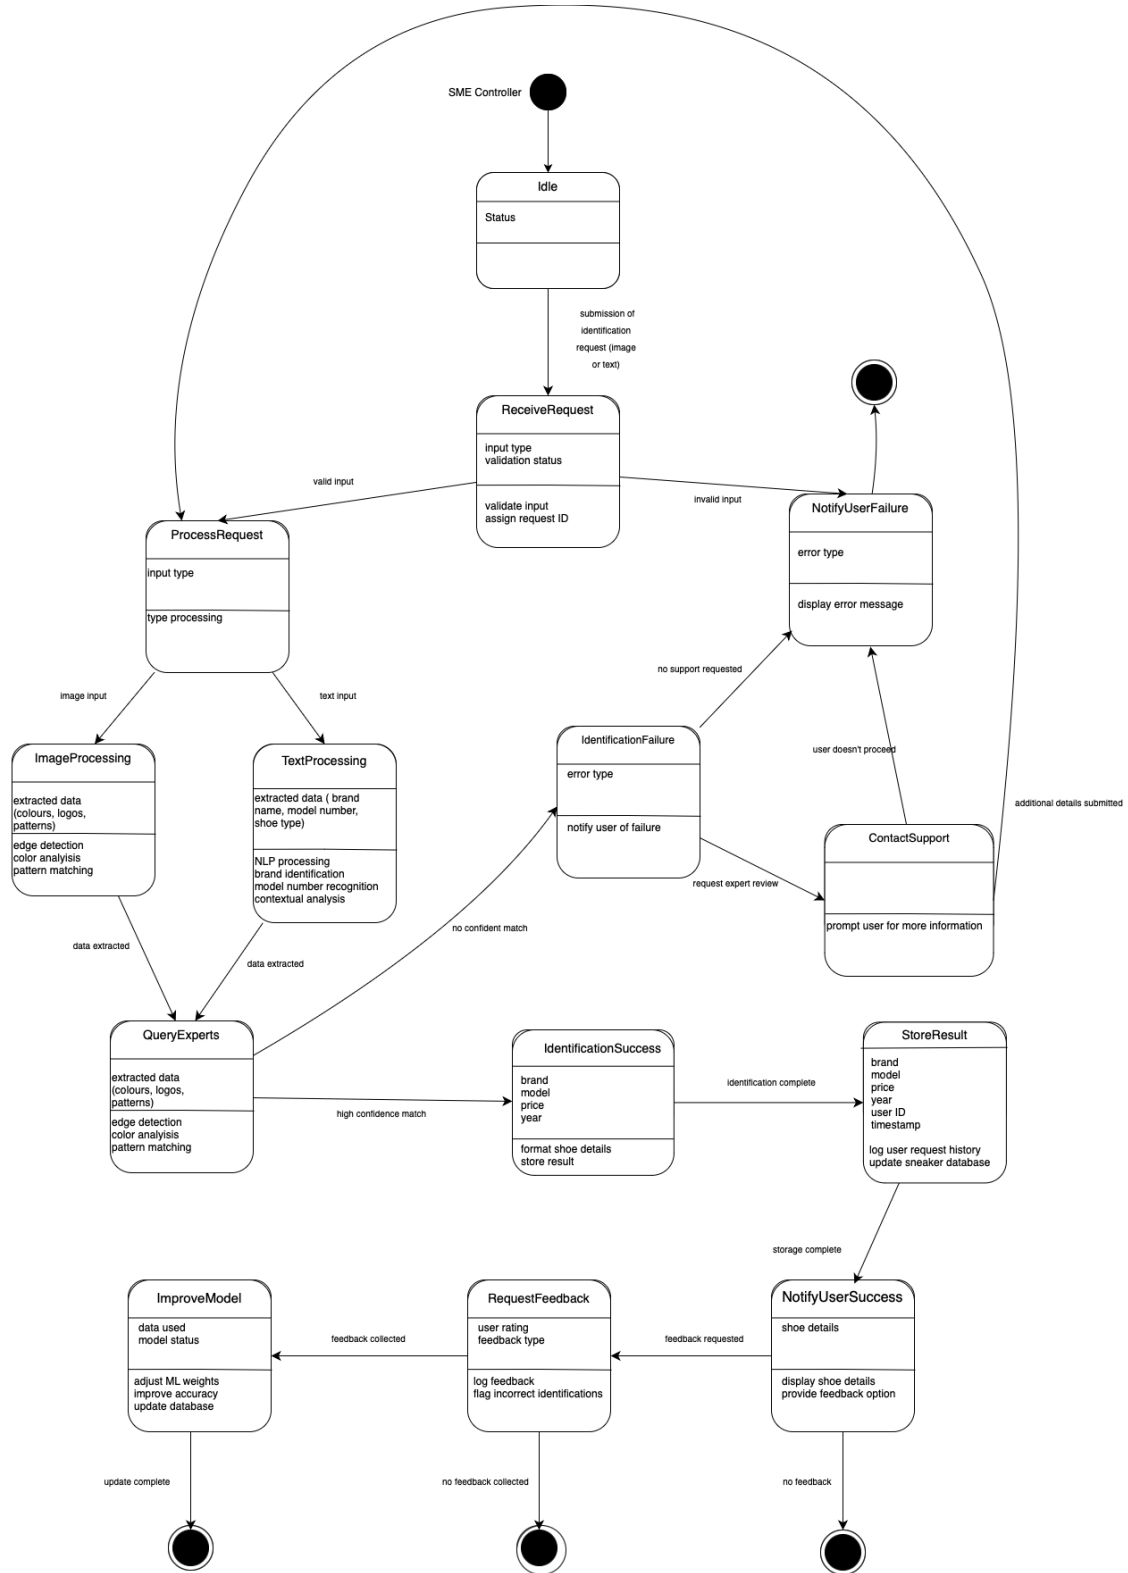 SME Controller
Idle
Status
submission of
identification
request (image
or text)
ReceiveRequest
input type
validation status
validate input
assign request ID
valid input
invalid input
ProcessRequest
input type
type processing
NotifyUserFailure
error type
display error message
image input
text input
no support requested
ImageProcessing
extracted data
(colours, logos,
patterns)
edge detection
color analyisis
pattern matching
TextProcessing
extracted data ( brand
name, model number,
shoe type)
NLP processing
brand identification
model number recognition
contextual analysis
IdentificationFailure
error type
notify user of failure
user doesn't proceed
additional details submitted
request expert review
ContactSupport
prompt user for more information
data extracted
data extracted
no confident match
QueryExperts
extracted data
(colours, logos,
patterns)
edge detection
color analyisis
pattern matching
high confidence match
IdentificationSuccess
brand
model
price
year
format shoe details
store result
identification complete
StoreResult
brand
model
price
year
user ID
timestamp
log user request history
update sneaker database
storage complete
ImproveModel
data used
model status
adjust ML weights
improve accuracy
update database
feedback collected
RequestFeedback
user rating
feedback type
log feedback
flag incorrect identifications
feedback requested
NotifyUserSuccess
shoe details
display shoe details
provide feedback option
update complete
no feedback collected
no feedback